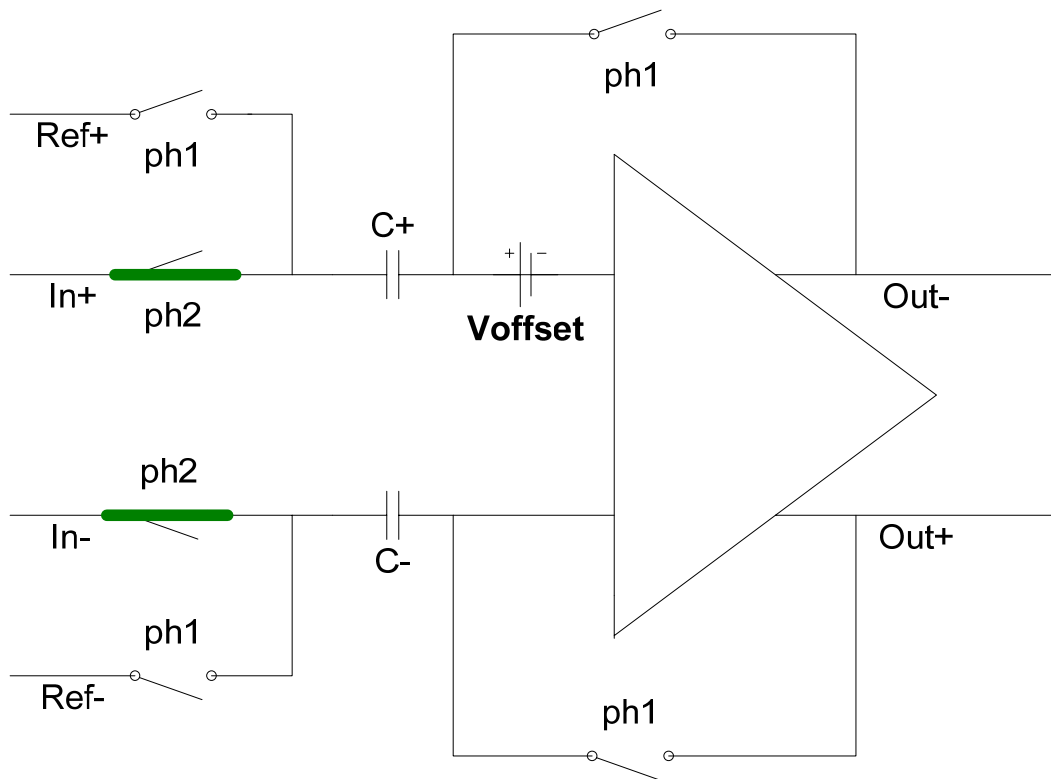 ph1
Ref+
ph1
C+
+ -
In+
ph2
Voffset
Out-
ph2
In-
C-
Out+
ph1
Ref-
ph1